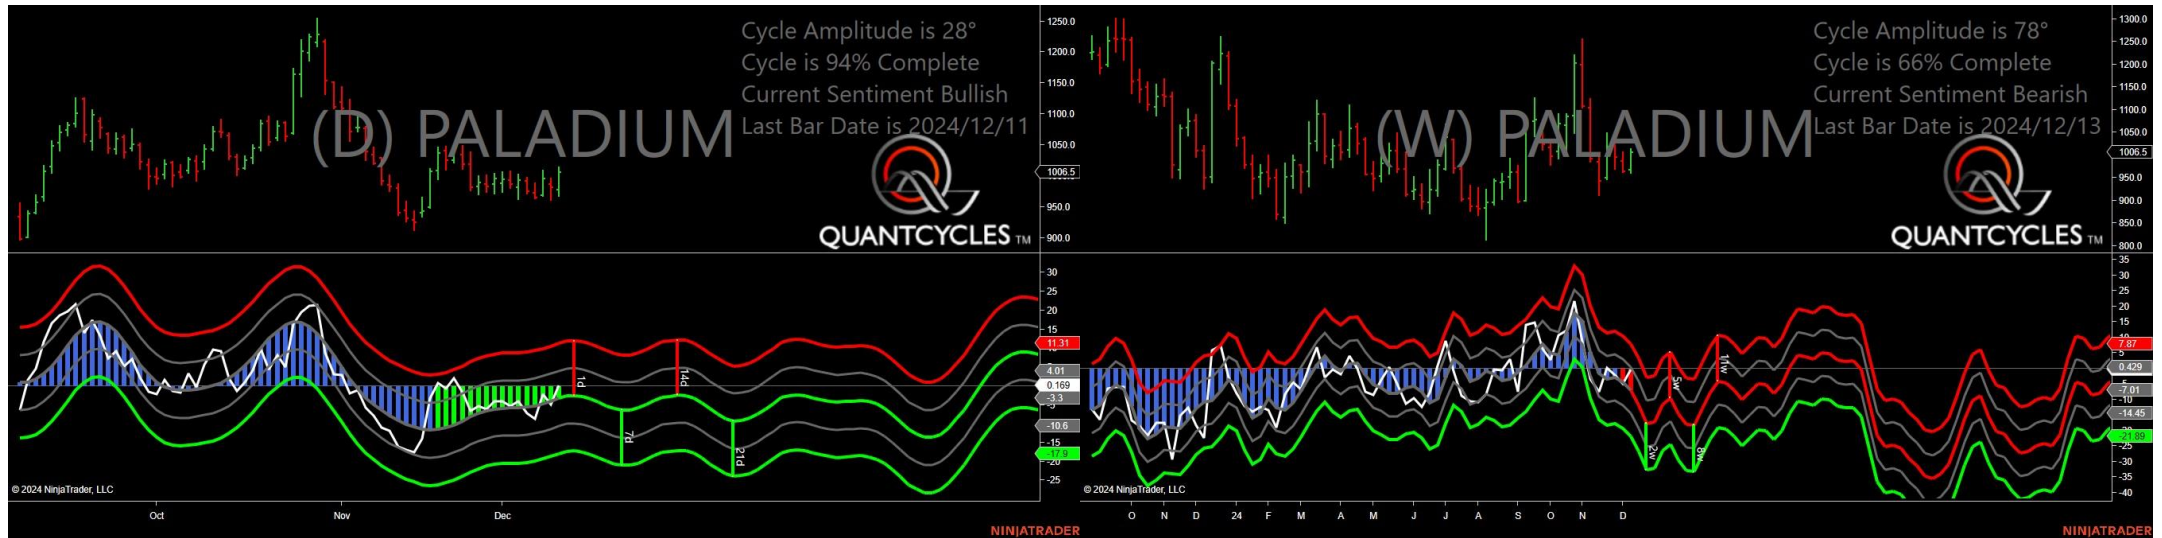 Cycle Amplitude is 28°
Cycle is 94% Complete
Current Sentiment Bullish
Last Bar Date is 2024/12/11
(D) PALADIUM
QUANTCYCLES TM
1250.0
1200.0
1150.0
1100.0
1050.0
1006.5
950.0
900.0
30
25
20
15
11.31
4.01
0.169
-3.3
-10.6
-15
-17.9
-20
-25
1d
7d
14d
21d
© 2024 NinjaTrader, LLC
Oct
Nov
Dec
NINJATRADER
Cycle Amplitude is 78°
Cycle is 66% Complete
Current Sentiment Bearish
Last Bar Date is 2024/12/13
(W) PALADIUM
QUANTCYCLES TM
1300.0
1250.0
1200.0
1150.0
1100.0
1050.0
1006.5
950.0
900.0
850.0
800.0
35
30
25
20
15
7.87
5
0.429
-7.01
-10
-14.45
-21.89
-25
-30
-35
-40
2w
5w
8w
11w
© 2024 NinjaTrader, LLC
O
N
D
24
F
M
A
M
J
J
A
S
O
N
D
NINJATRADER